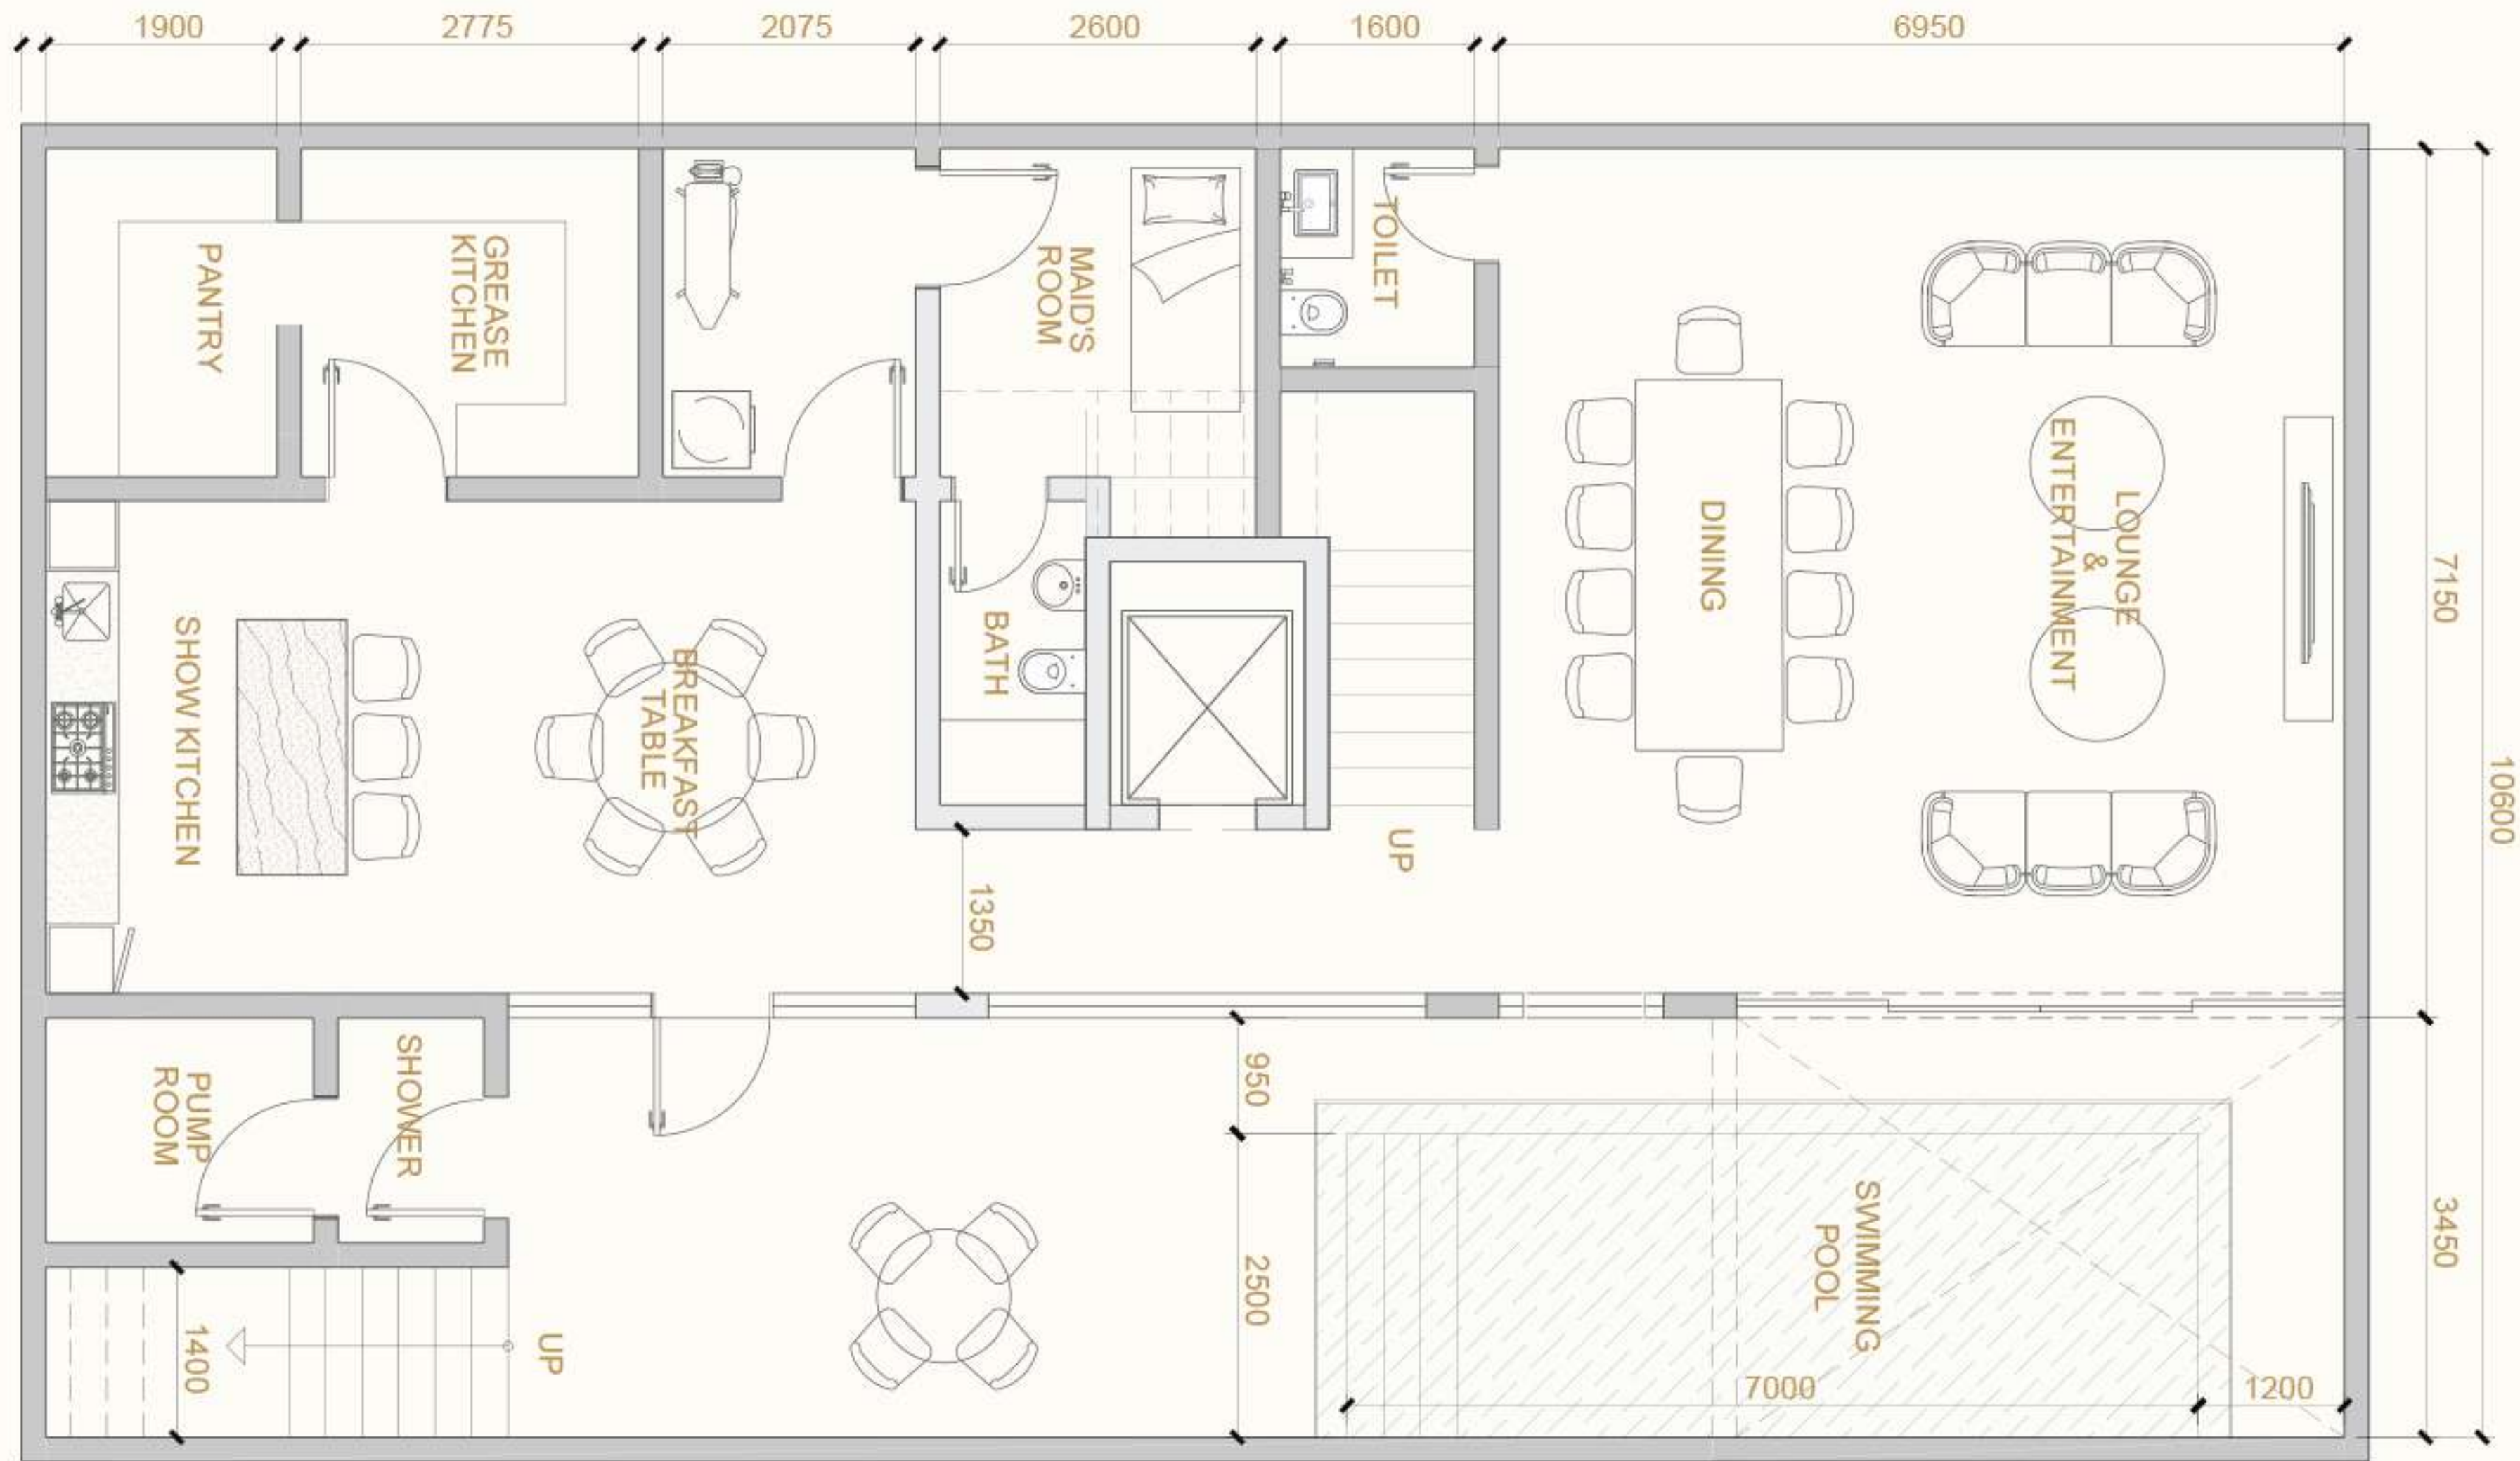 1900
2775
2075
2600
1600
6950
PANTRY
GREASE
KITCHEN
MAID'S
ROOM
TOILET
DINING
LOUNGE
&
ENTERTAINMENT
7150
10600
SHOW KITCHEN
BREAKFAST
TABLE
BATH
UP
1350
PUMP
ROOM
SHOWER
950
2500
SWIMMING
POOL
3450
1400
UP
7000
1200